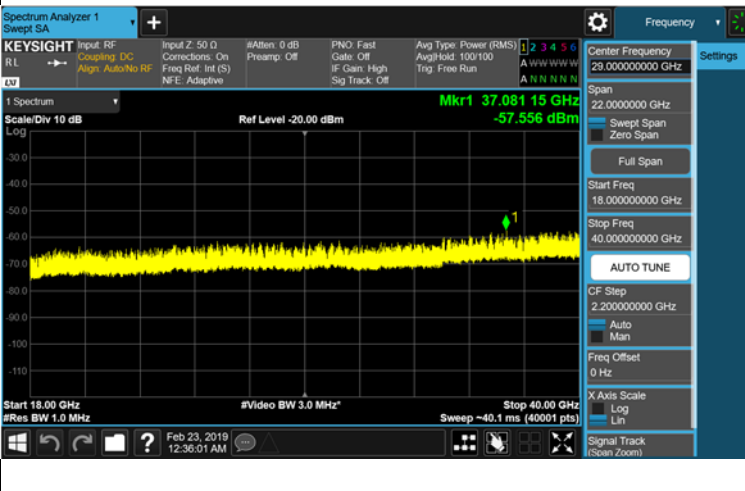 Spectrum Analyzer 1
Swept SA
+
Frequency
KEYSIGHT
RL
LXI
Input: RF
Coupling: DC
Align: Auto/No RF
Input Z: 50 Ω
Corrections: On
Freq Ref: Int (S)
NFE: Adaptive
#Atten: 0 dB
Preamp: Off
PNO: Fast
Gate: Off
IF Gain: High
Sig Track: Off
Avg Type: Power (RMS)
Avg|Hold: 100/100
Trig: Free Run
1 2 3 4 5 6
A W W W W W
A N N N N N
1 Spectrum
Scale/Div 10 dB
Log
Ref Level -20.00 dBm
Mkr1 37.081 15 GHz
-57.556 dBm
-30.0
-40.0
-50.0
-60.0
-70.0
-80.0
-90.0
-100
-110
1
Start 18.00 GHz
#Res BW 1.0 MHz
#Video BW 3.0 MHz*
Stop 40.00 GHz
Sweep ~40.1 ms (40001 pts)
?
Feb 23, 2019
12:36:01 AM
Center Frequency
29.000000000 GHz
Settings
Span
22.0000000 GHz
Swept Span
Zero Span
Full Span
Start Freq
18.000000000 GHz
Stop Freq
40.000000000 GHz
AUTO TUNE
CF Step
2.200000000 GHz
Auto
Man
Freq Offset
0 Hz
X Axis Scale
Log
Lin
Signal Track
(Span Zoom)